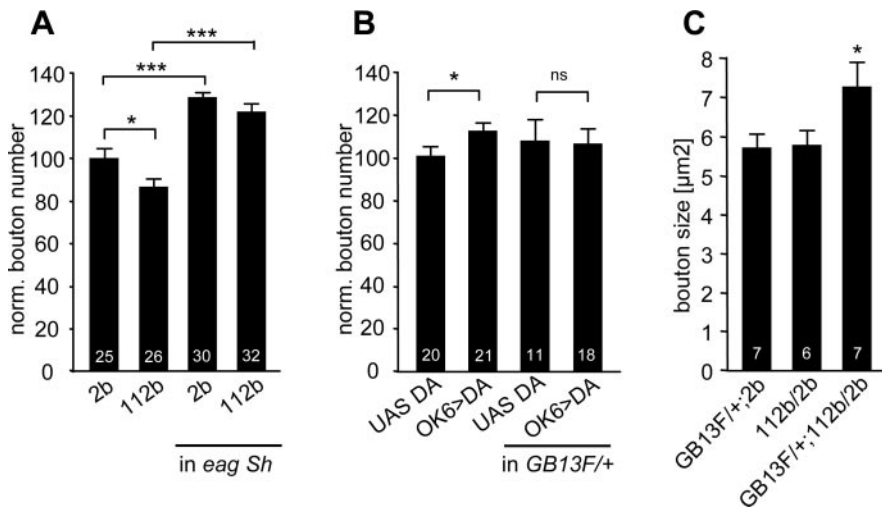 A
B
C
norm. bouton number
140
120
100
80
60
40
20
0
*
***
***
25
26
30
32
2b
112b
2b
112b
in eag Sh
norm. bouton number
140
120
100
80
60
40
20
0
*
ns
20
21
11
18
UAS DA
OK6>DA
UAS DA
OK6>DA
in GB13F/+
bouton size [µm2]
8
7
6
5
4
3
2
1
0
*
7
6
7
GB13F/+;2b
112b/2b
GB13F/+;112b/2b